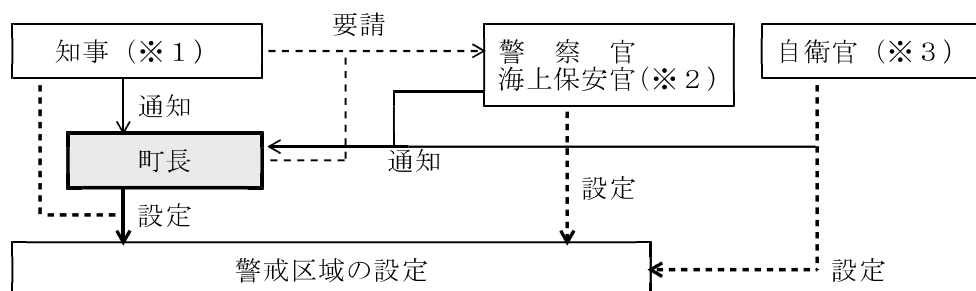 要請
知事（※１）
警　察　官
海上保安官（※２）
自衛官（※３）
通知
町長
通知
設定
設定
警戒区域の設定
設定